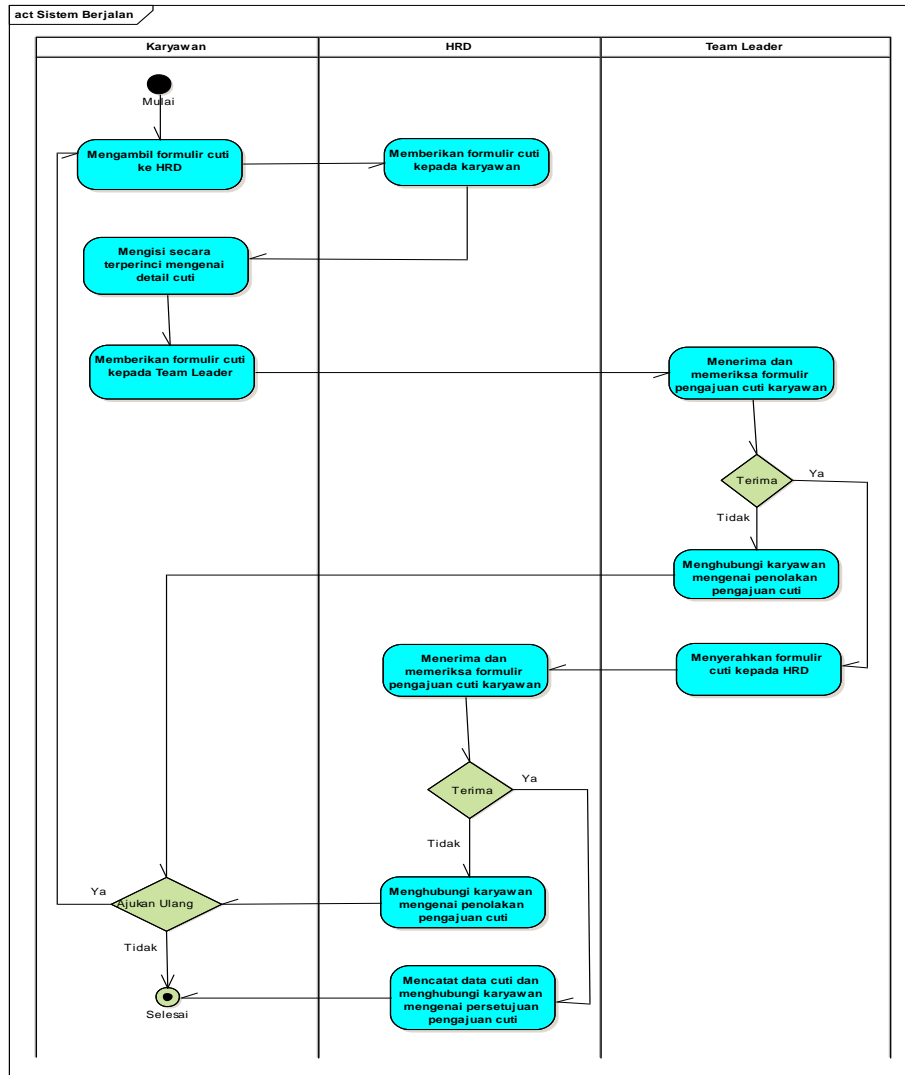 act Sistem Berjalan
Karyawan
HRD
Team Leader
Mulai
Mengambil formulir cuti
ke HRD
Memberikan formulir cuti
kepada karyawan
Mengisi secara
terperinci mengenai
detail cuti
Memberikan formulir cuti
kepada Team Leader
Menerima dan
memeriksa formulir
pengajuan cuti karyawan
Terima
Ya
Tidak
Menghubungi karyawan
mengenai penolakan
pengajuan cuti
Menyerahkan formulir
cuti kepada HRD
Menerima dan
memeriksa formulir
pengajuan cuti karyawan
Terima
Ya
Tidak
Menghubungi karyawan
mengenai penolakan
pengajuan cuti
Ya
Ajukan Ulang
Tidak
Mencatat data cuti dan
menghubungi karyawan
mengenai persetujuan
pengajuan cuti
Selesai